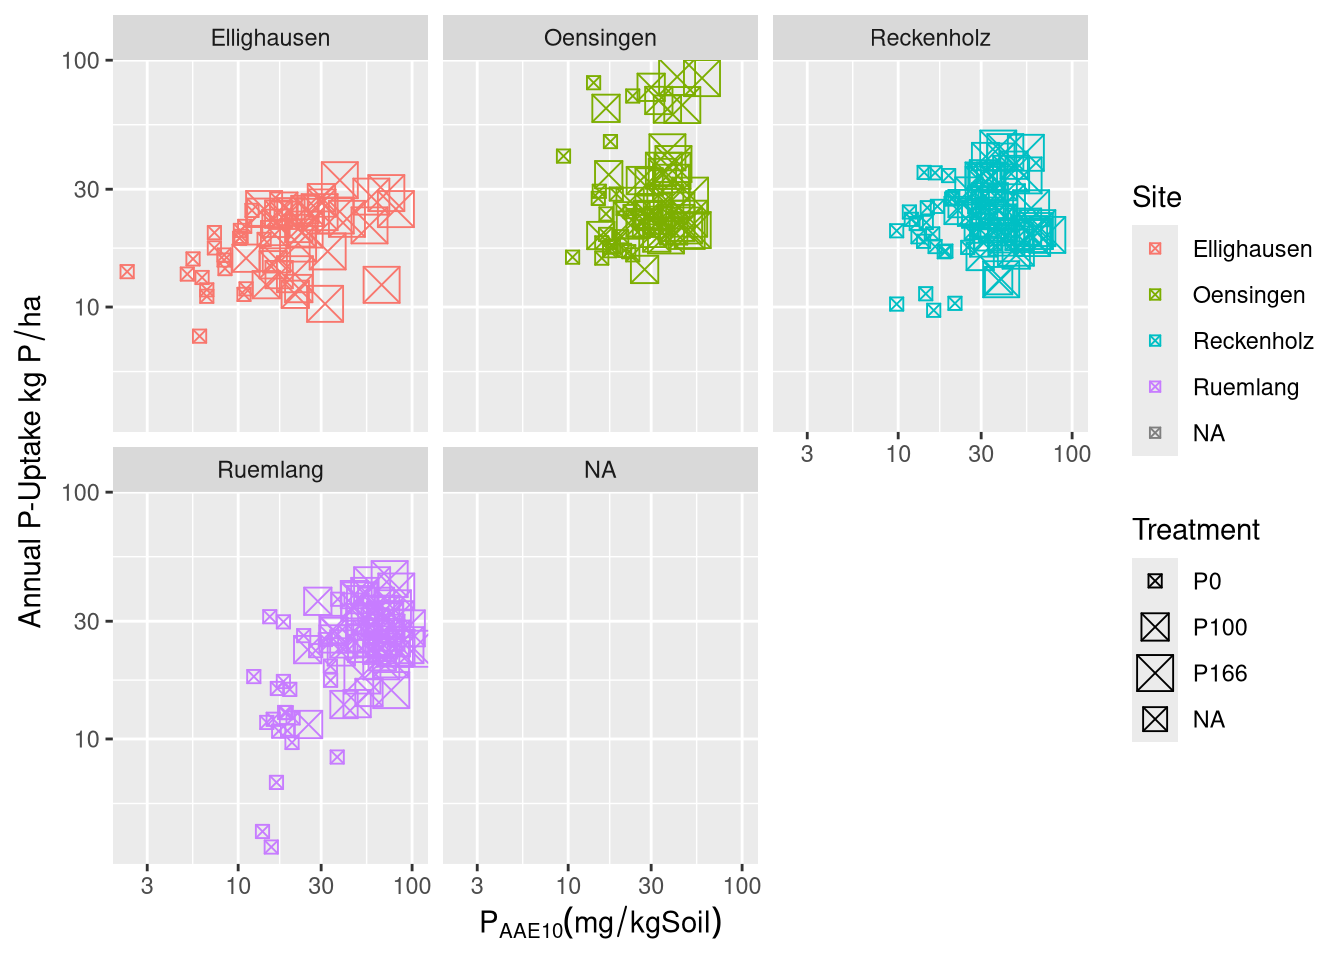 Ellighausen Oensingen Reckenholz
100
30
10
3 10 30 100
Ruemlang NA
100
30
10
3 10 30 100 3 10 30 100
Annual P-Uptake kg P/ha
PAAE10(mg/kgSoil)
Site
Ellighausen
Oensingen
Reckenholz
Ruemlang
NA
Treatment
P0
P100
P166
NA